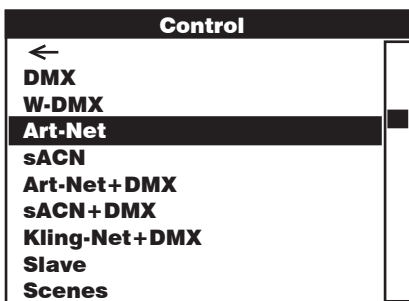 Control
←
DMX
W-DMX
Art-Net
sACN
Art-Net+DMX
sACN+DMX
Kling-Net+DMX
Slave
Scenes